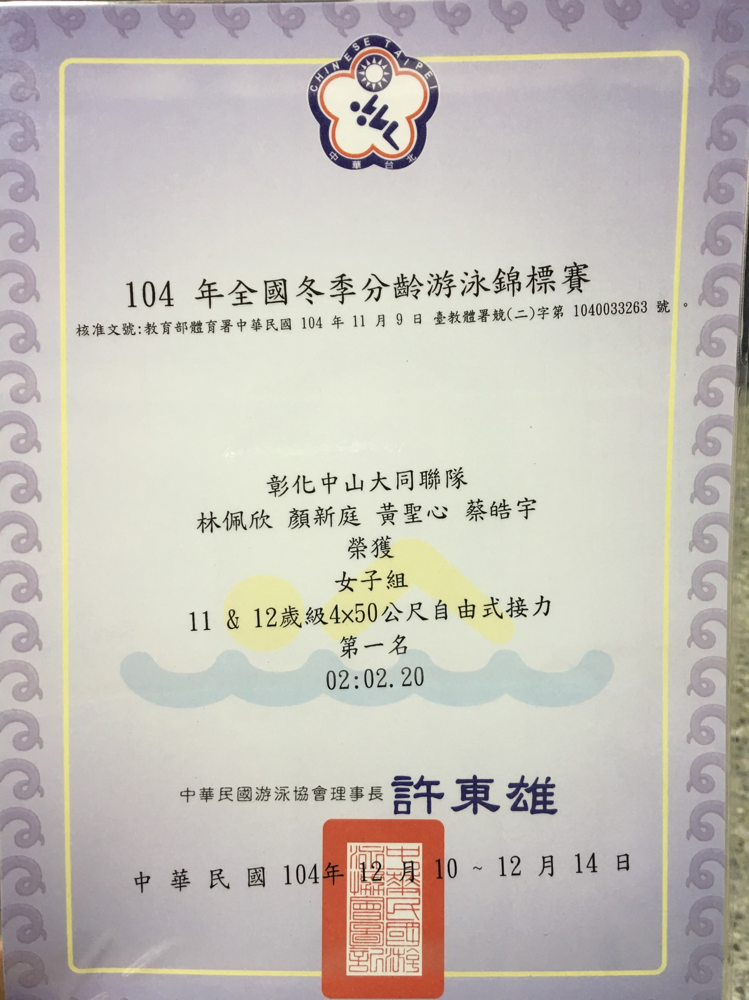 CHINESE TAIPEI
中華台北
104 年全國冬季分齡游泳錦標賽
核准文號:教育部體育署中華民國 104 年 11 月 9 日 臺教體署競(二)字第 1040033263 號 。
彰化中山大同聯隊
林佩欣 顏新庭 黃聖心 蔡皓宇
榮獲
女子組
11 & 12歲級4x50公尺自由式接力
第一名
02:02.20
中華民國游泳協會理事長 許東雄
中 華 民 國 104年 12 月 10 ~ 12 月 14 日
中華民國游
泳協會圖記